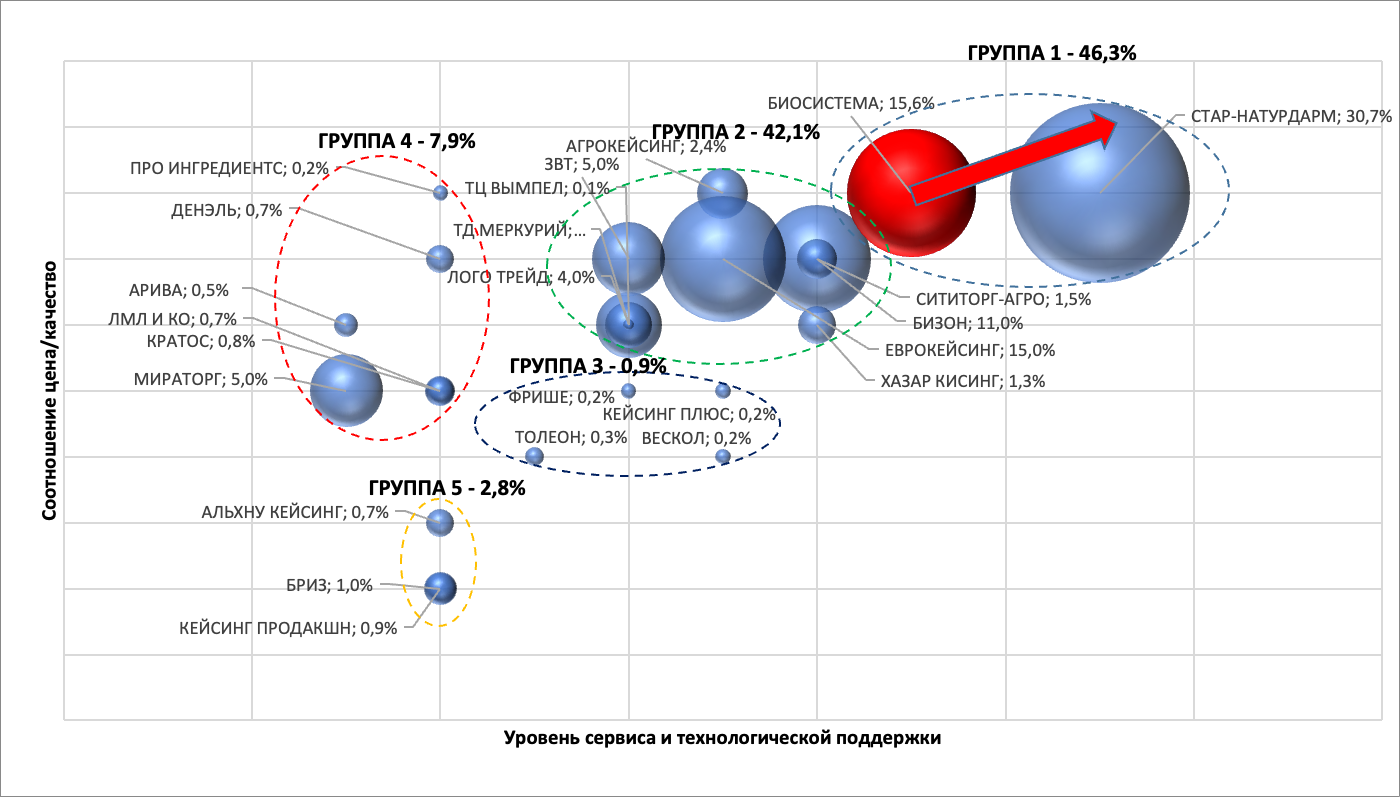 ГРУППА 1 - 46,3%
БИОСИСТЕМА; 15,6%
СТАР-НАТУРДАРМ; 30,7%
ГРУППА 2 - 42,1%
ГРУППА 4 - 7,9%
АГРОКЕЙСИНГ; 2,4%
ЗВТ; 5,0%
ПРО ИНГРЕДИЕНТС; 0,2%
ТЦ ВЫМПЕЛ; 0,1%
ДЕНЭЛЬ; 0,7%
ТД МЕРКУРИЙ;...
ЛОГО ТРЕЙД; 4,0%
АРИВА; 0,5%
СИТИТОРГ-АГРО; 1,5%
ЛМЛ И КО; 0,7%
БИЗОН; 11,0%
КРАТОС; 0,8%
ЕВРОКЕЙСИНГ; 15,0%
ГРУППА 3 - 0,9%
МИРАТОРГ; 5,0%
ХАЗАР КИСИНГ; 1,3%
ФРИШЕ; 0,2%
КЕЙСИНГ ПЛЮС; 0,2%
ТОЛЕОН; 0,3%
ВЕСКОЛ; 0,2%
ГРУППА 5 - 2,8%
АЛЬХНУ КЕЙСИНГ; 0,7%
БРИЗ; 1,0%
КЕЙСИНГ ПРОДАКШН; 0,9%
Соотношение цена/качество
Уровень сервиса и технологической поддержки